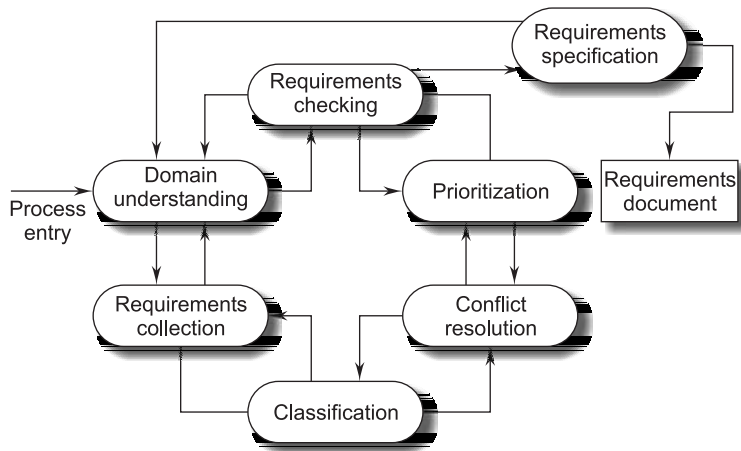 Requirements
specification
Requirements
checking
Domain
understanding
Prioritization
Requirements
document
Process
entry
Requirements
collection
Conflict
resolution
Classification